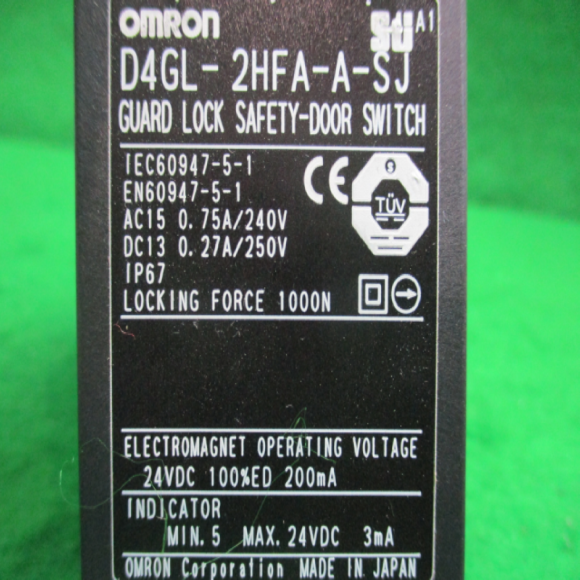 OMRON
A1
D4GL-2HFA-A-SJ
GUARD LOCK SAFETY-DOOR SWITCH
IEC60947-5-1
EN60947-5-1
AC15 0.75A/240V
DC13 0.27A/250V
IP67
LOCKING FORCE 1000N
CE
TÜV
ELECTROMAGNET OPERATING VOLTAGE
24VDC 100%ED 200mA
INDICATOR
MIN.5 MAX.24VDC 3mA
OMRON Corporation MADE IN JAPAN